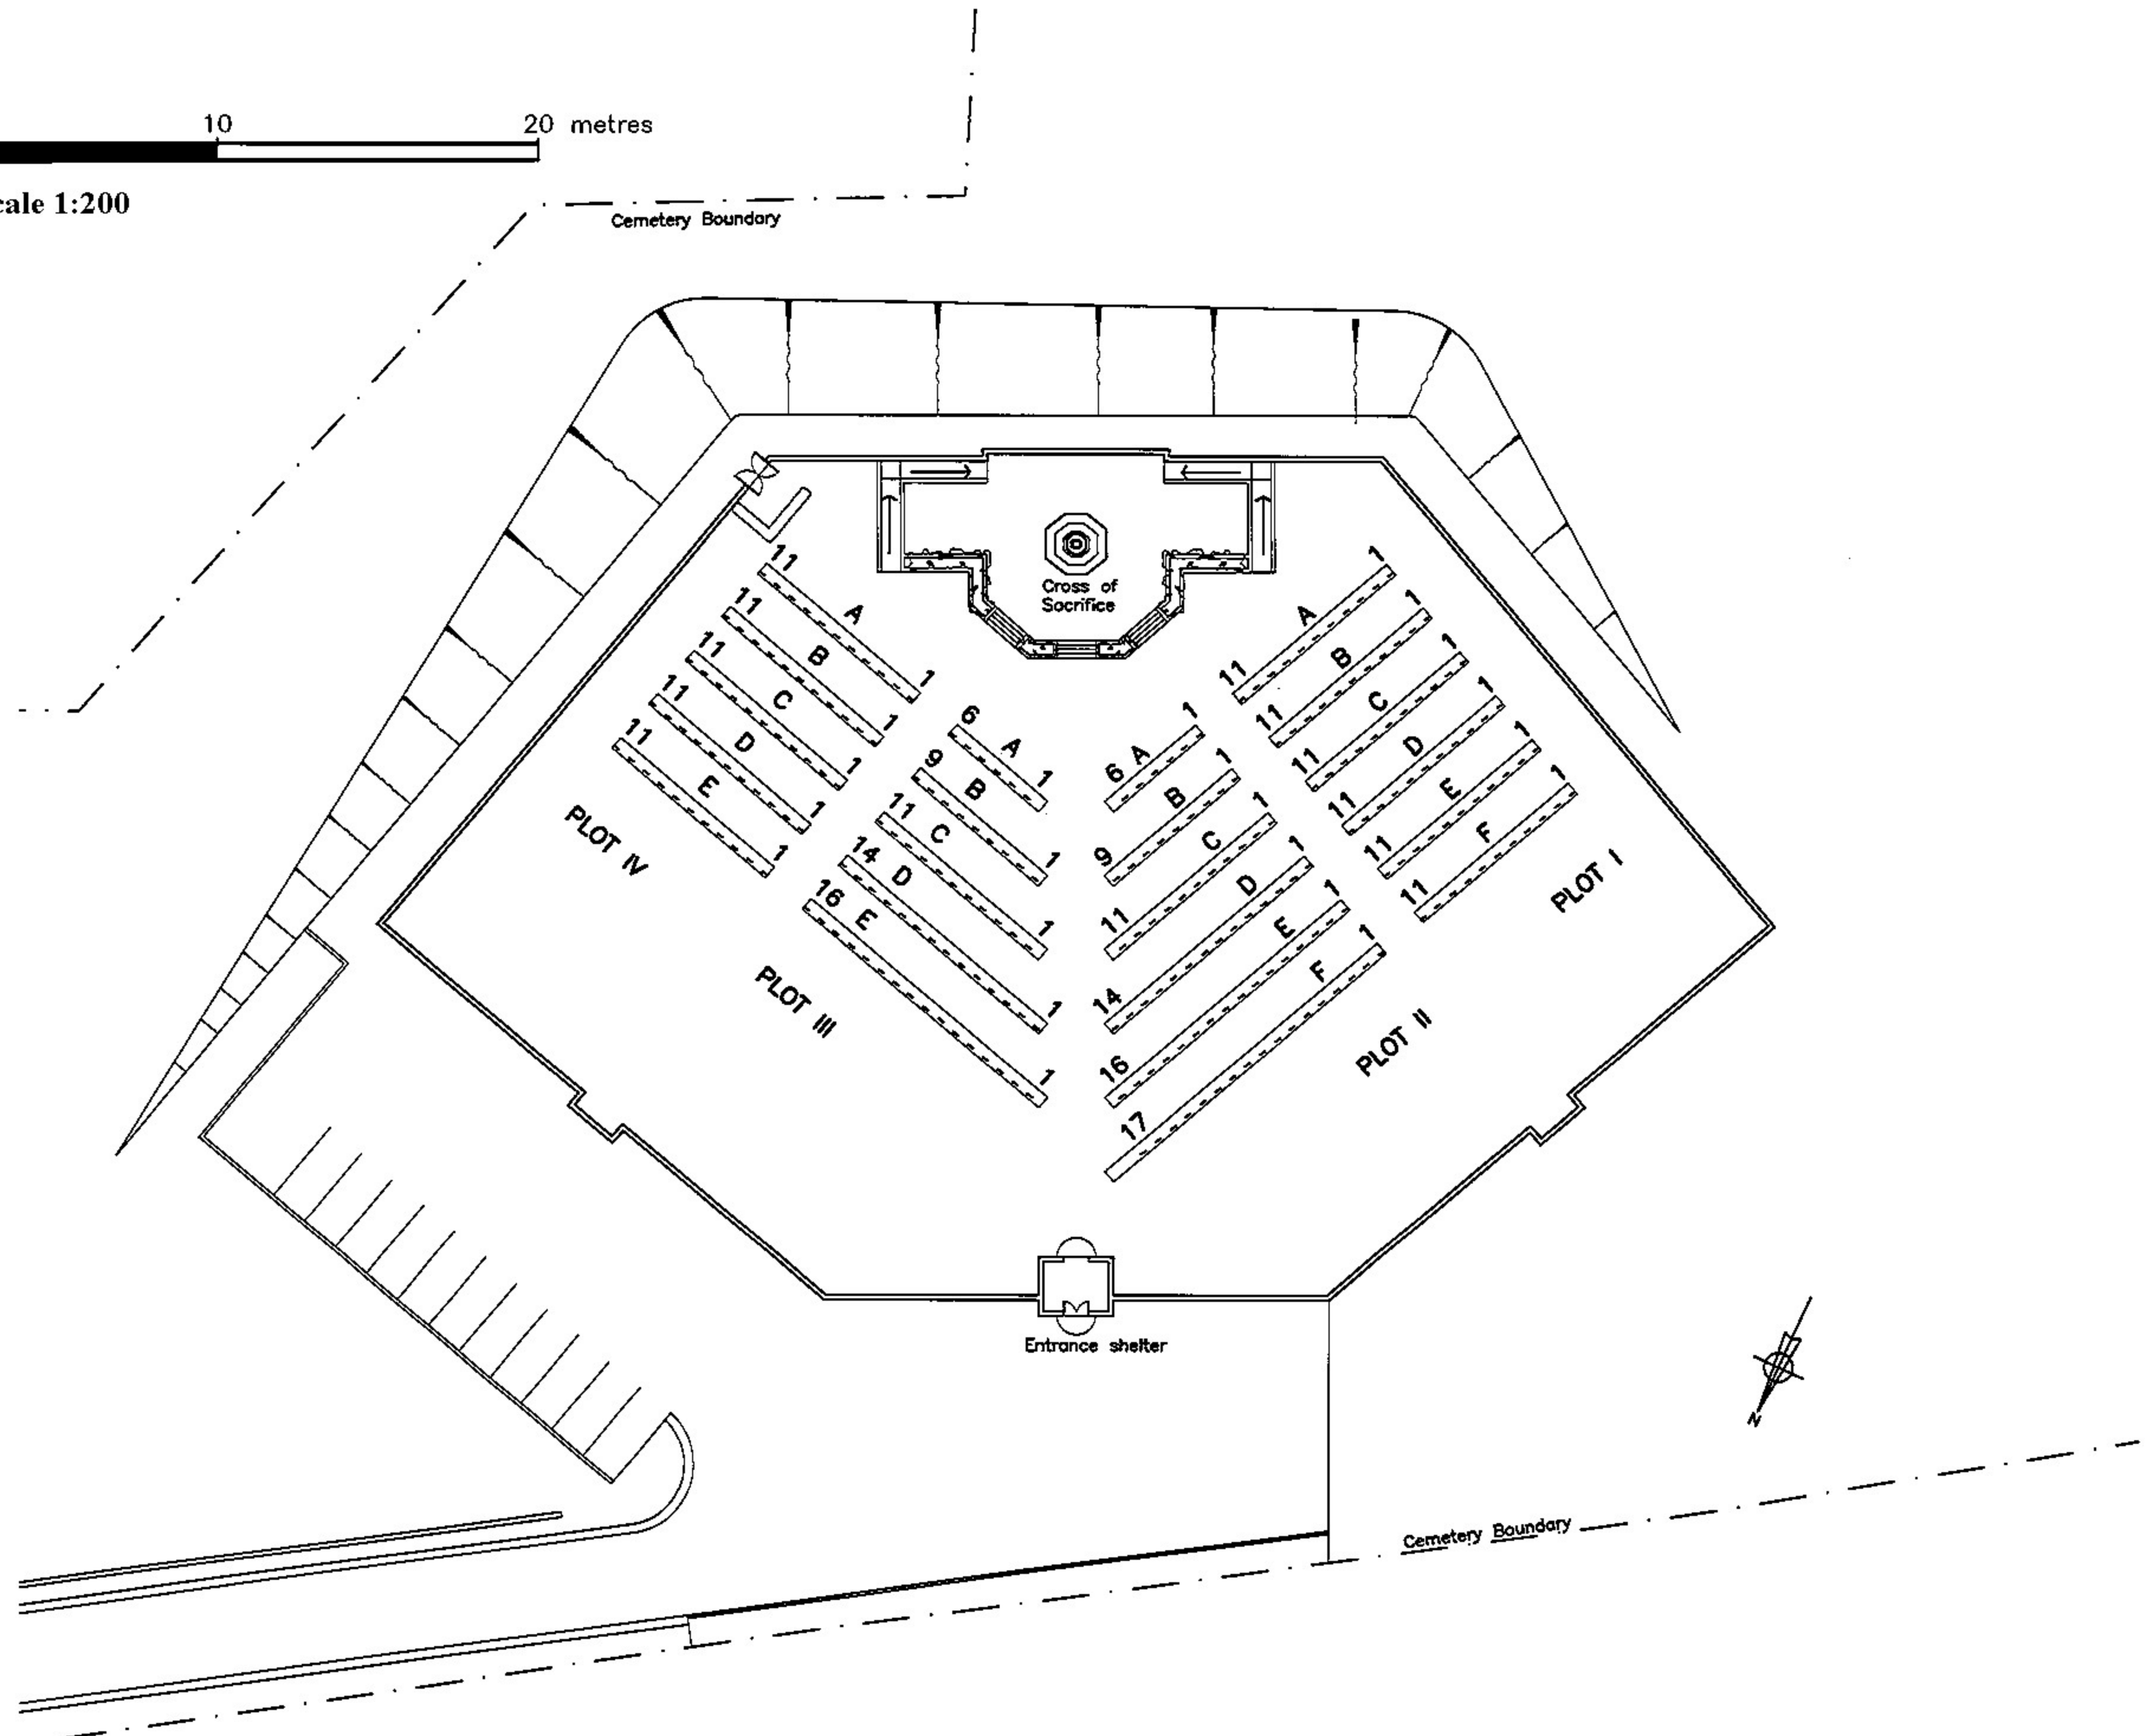 10 20 metres
cale 1:200
Cemetery Boundary
Cross of
Sacrifice
11 A 1
11 B 1
11 C 1
11 D 1
11 E 1
PLOT IV
6 A 1
9 B 1
11 C 1
14 D 1
16 E 1
PLOT III
6 A 1
9 B 1
11 C 1
14 D 1
16 E 1
17 F 1
PLOT II
11 A 1
11 B 1
11 C 1
11 D 1
11 E 1
11 F 1
PLOT I
Entrance shelter
N
Cemetery Boundary